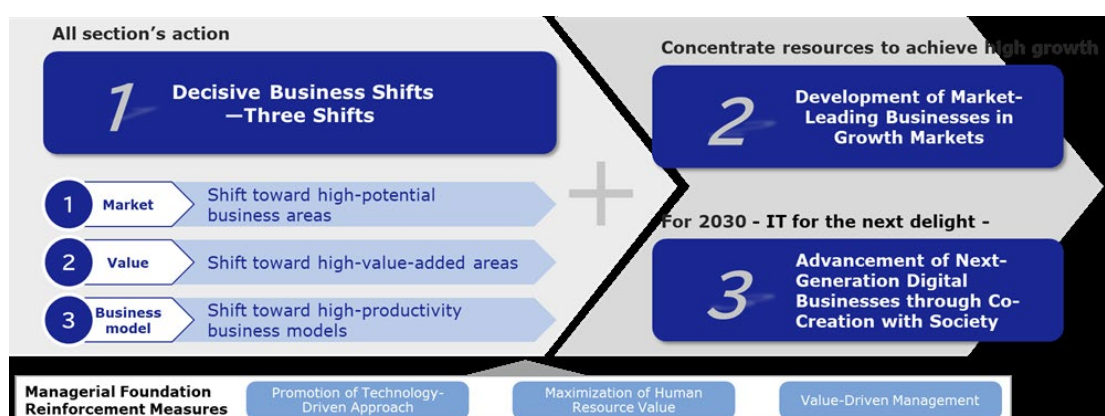 All section's action
1
Decisive Business Shifts
—Three Shifts
1
Market
Shift toward high-potential
business areas
2
Value
Shift toward high-value-added areas
3
Business
model
Shift toward high-productivity
business models
+
Concentrate resources to achieve high growth
2
Development of Market-
Leading Businesses in
Growth Markets
For 2030 - IT for the next delight -
3
Advancement of Next-
Generation Digital
Businesses through Co-
Creation with Society
Managerial Foundation
Reinforcement Measures
Promotion of Technology-
Driven Approach
Maximization of Human
Resource Value
Value-Driven Management